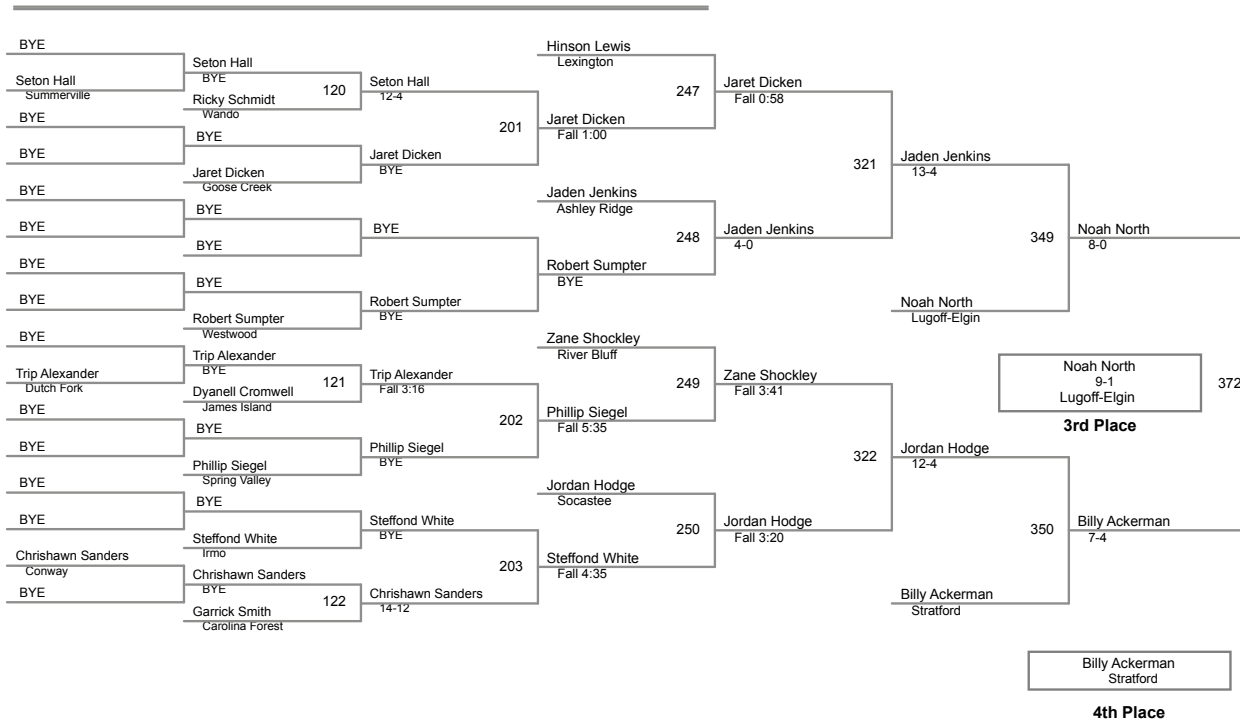 BYE
Seton Hall
Summerville
BYE
BYE
BYE
BYE
BYE
BYE
BYE
Trip Alexander
Dutch Fork
BYE
BYE
BYE
BYE
Chrishawn Sanders
Conway
BYE
Seton Hall
BYE
120
Ricky Schmidt
Wando
BYE
Jaret Dicken
Goose Creek
BYE
BYE
BYE
Robert Sumpter
Westwood
Trip Alexander
BYE
121
Dyanell Cromwell
James Island
BYE
Phillip Siegel
Spring Valley
BYE
Steffond White
Irmo
Chrishawn Sanders
BYE
122
Garrick Smith
Carolina Forest
Seton Hall
12-4
201
Jaret Dicken
BYE
BYE
Robert Sumpter
BYE
Trip Alexander
Fall 3:16
202
Phillip Siegel
BYE
Steffond White
BYE
203
Chrishawn Sanders
14-12
Hinson Lewis
Lexington
247
Jaret Dicken
Fall 1:00
Jaden Jenkins
Ashley Ridge
248
Robert Sumpter
BYE
Zane Shockley
River Bluff
249
Phillip Siegel
Fall 5:35
Jordan Hodge
Socastee
250
Steffond White
Fall 4:35
Jaret Dicken
Fall 0:58
321
Jaden Jenkins
4-0
Zane Shockley
Fall 3:41
322
Jordan Hodge
Fall 3:20
Jaden Jenkins
13-4
349
Noah North
Lugoff-Elgin
Jordan Hodge
12-4
350
Billy Ackerman
Stratford
Noah North
8-0
Noah North
9-1
Lugoff-Elgin
372
3rd Place
Billy Ackerman
7-4
Billy Ackerman
Stratford
4th Place